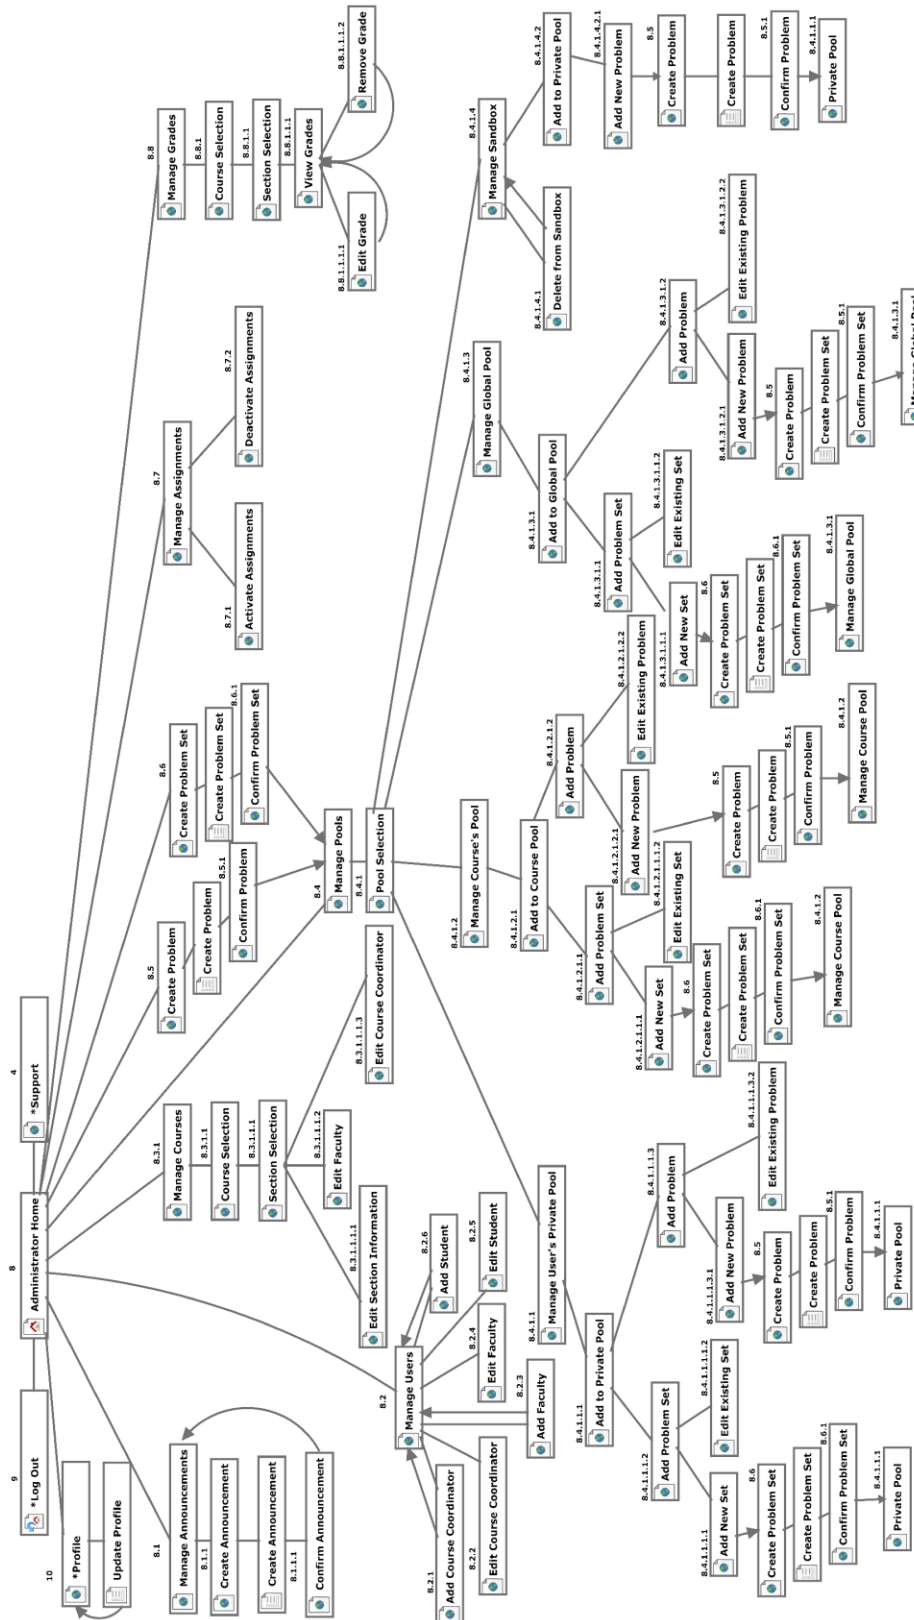 9
*Log Out
8
Administrator Home
4
*Support
10
*Profile
Update Profile
8.1
Manage Announcements
8.1.1
Create Announcement
Create Announcement
8.1.1.1
Confirm Announcement
8.2
Manage Users
8.2.1
Add Course Coordinator
8.2.2
Edit Course Coordinator
8.2.3
Add Faculty
8.2.4
Edit Faculty
8.2.5
Edit Student
8.2.6
Add Student
8.3.1
Manage Courses
8.3.1.1
Course Selection
8.3.1.1.1
Section Selection
8.3.1.1.1.1
Edit Section Information
8.3.1.1.1.2
Edit Faculty
8.3.1.1.1.3
Edit Course Coordinator
8.5
Create Problem
Create Problem
8.5.1
Confirm Problem
8.6
Create Problem Set
Create Problem Set
8.6.1
Confirm Problem Set
8.4
Manage Pools
8.4.1
Pool Selection
8.7
Manage Assignments
8.7.1
Activate Assignments
8.7.2
Deactivate Assignments
8.8
Manage Grades
8.8.1
Course Selection
8.8.1.1
Section Selection
8.8.1.1.1
View Grades
8.8.1.1.1.1
Edit Grade
8.8.1.1.1.2
Remove Grade
8.4.1.1
Manage User's Private Pool
8.4.1.1.1
Add to Private Pool
8.4.1.1.1.2
Add Problem Set
8.4.1.1.1.1.1
Add New Set
8.4.1.1.1.1.2
Edit Existing Set
8.6
Create Problem Set
Create Problem Set
8.6.1
Confirm Problem Set
8.4.1.1.1
Private Pool
8.4.1.1.1.3
Add Problem
8.4.1.1.1.3.1
Add New Problem
8.4.1.1.1.3.2
Edit Existing Problem
8.5
Create Problem
Create Problem
8.5.1
Confirm Problem
8.4.1.1.1
Private Pool
8.4.1.2
Manage Course's Pool
8.4.1.2.1
Add to Course Pool
8.4.1.2.1.1
Add Problem Set
8.4.1.2.1.1.1
Add New Set
8.4.1.2.1.1.2
Edit Existing Set
8.6
Create Problem Set
Create Problem Set
8.6.1
Confirm Problem Set
8.4.1.2
Manage Course Pool
8.4.1.2.1.2
Add Problem
8.4.1.2.1.2.1
Add New Problem
8.4.1.2.1.2.2
Edit Existing Problem
8.5
Create Problem
Create Problem
8.5.1
Confirm Problem
8.4.1.2
Manage Course Pool
8.4.1.3
Manage Global Pool
8.4.1.3.1
Add to Global Pool
8.4.1.3.1.1
Add Problem Set
8.4.1.3.1.1.1
Add New Set
8.4.1.3.1.1.2
Edit Existing Set
8.6
Create Problem Set
Create Problem Set
8.6.1
Confirm Problem Set
8.4.1.3.1
Manage Global Pool
8.4.1.3.1.2
Add Problem
8.4.1.3.1.2.1
Add New Problem
8.4.1.3.1.2.2
Edit Existing Problem
8.5
Create Problem
Create Problem Set
8.5.1
Confirm Problem Set
8.4.1.3.1
8.4.1.4
Manage Sandbox
8.4.1.4.1
Delete from Sandbox
8.4.1.4.2
Add to Private Pool
8.4.1.4.2.1
Add New Problem
8.5
Create Problem
Create Problem
8.5.1
Confirm Problem
8.4.1.1.1
Private Pool